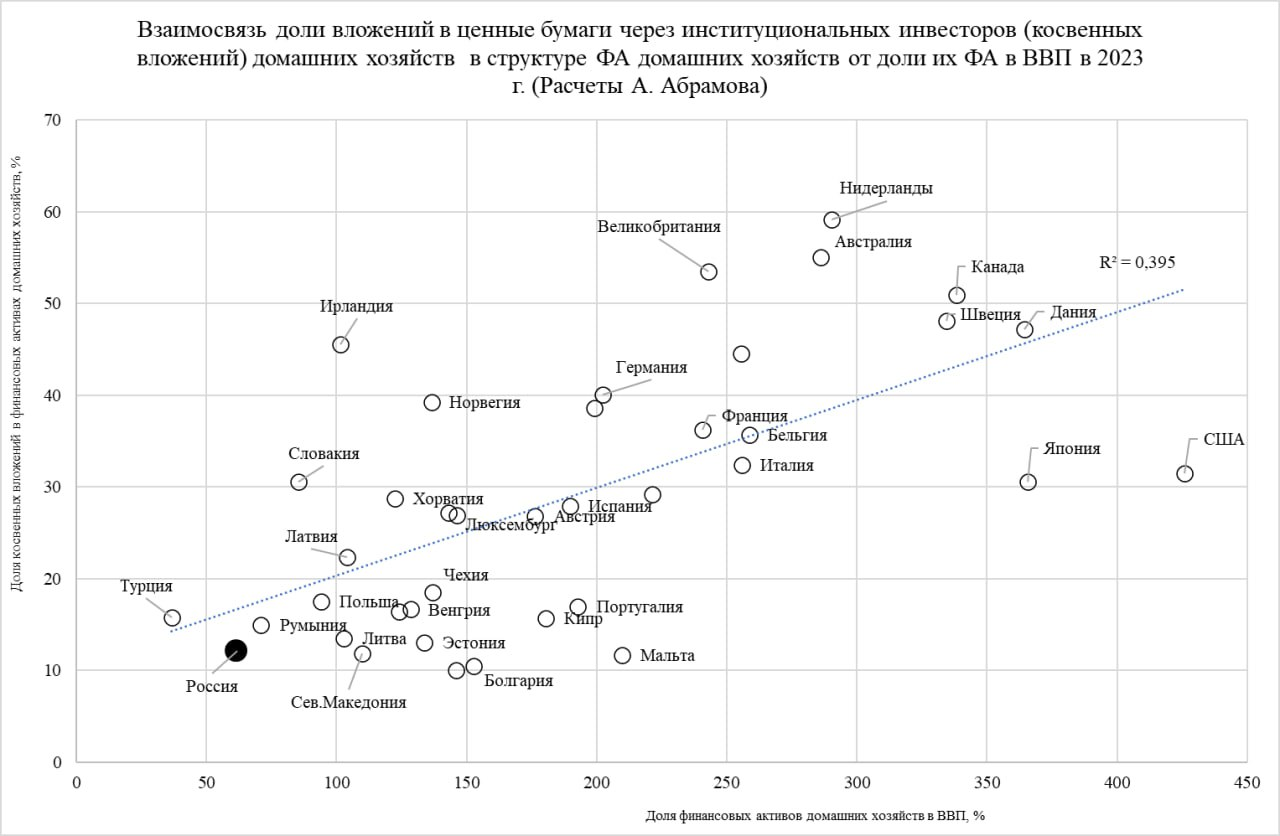 Взаимосвязь доли вложений в ценные бумаги через институциональных инвесторов (косвенных
вложений) домашних хозяйств в структуре ФА домашних хозяйств от доли их ФА в ВВП в 2023
г. (Расчеты А. Абрамова)
Доля косвенных вложений в финансовых активах домашних хозяйств, %
70
60
50
40
30
20
10
0
Нидерланды
Великобритания
Австралия
R² = 0,395
Канада
Ирландия
Швеция
Дания
Германия
Норвегия
Франция
Бельгия
США
Япония
Словакия
Италия
Хорватия
Испания
Австрия
Люксембург
Латвия
Чехия
Турция
Польша
Венгрия
Португалия
Кипр
Румыния
Литва
Эстония
Мальта
Болгария
Россия
Сев.Македония
0 50 100 150 200 250 300 350 400 450
Доля финансовых активов домашних хозяйств в ВВП, %